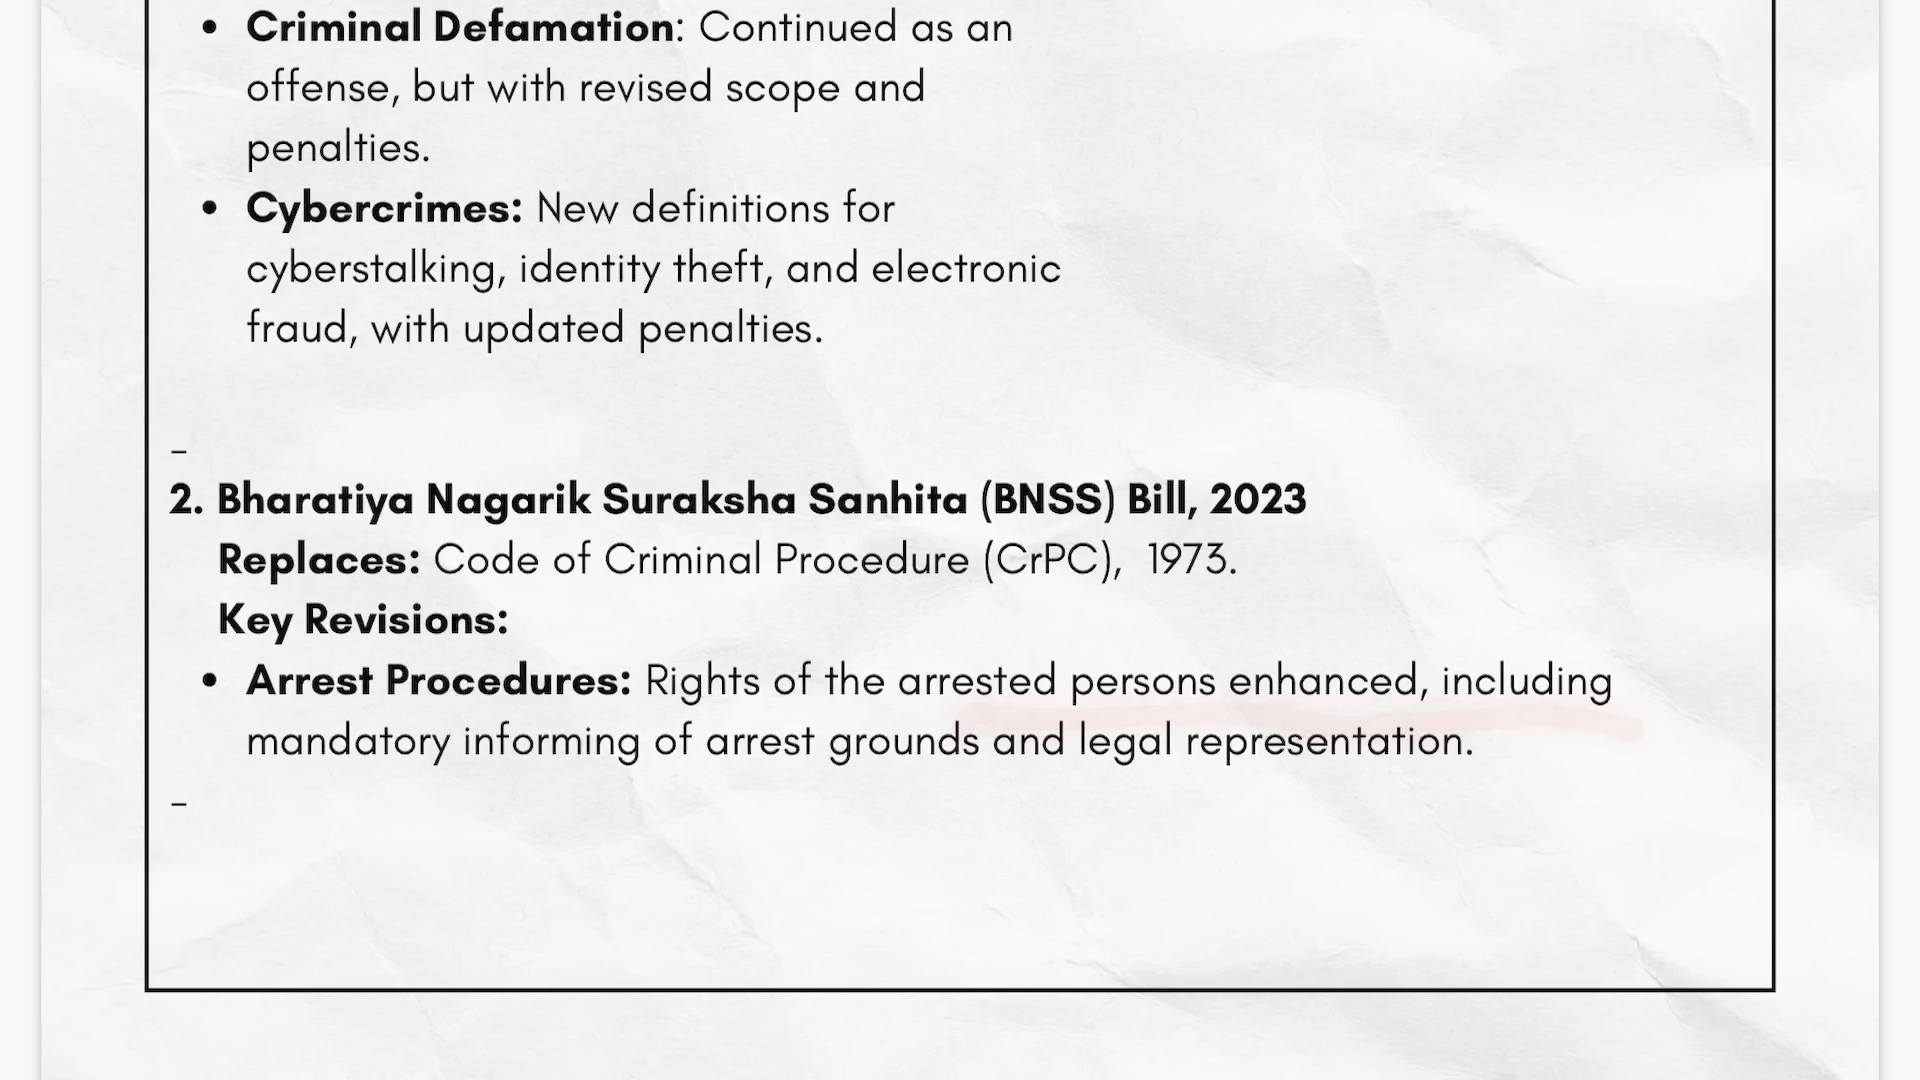 • Criminal Defamation: Continued as an
offense, but with revised scope and
penalties.
• Cybercrimes: New definitions for
cyberstalking, identity theft, and electronic
fraud, with updated penalties.
–
2. Bharatiya Nagarik Suraksha Sanhita (BNSS) Bill, 2023
Replaces: Code of Criminal Procedure (CrPC), 1973.
Key Revisions:
• Arrest Procedures: Rights of the arrested persons enhanced, including
mandatory informing of arrest grounds and legal representation.
–